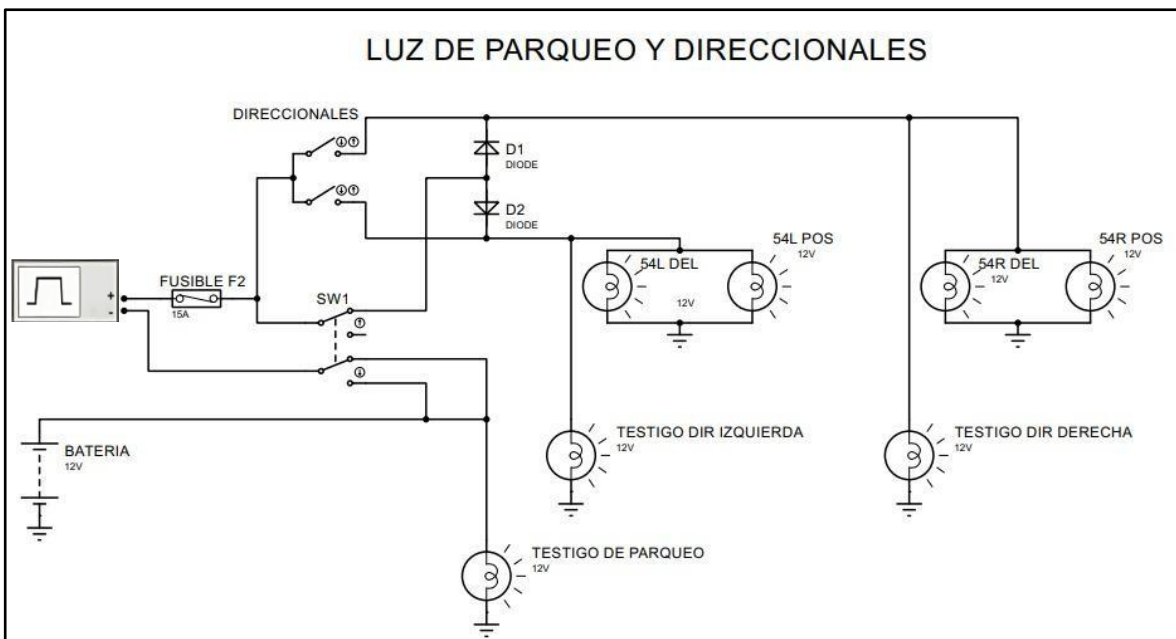 LUZ DE PARQUEO Y DIRECCIONALES
DIRECCIONALES
D1
DIODE
D2
DIODE
54L DEL
12V
54L POS
12V
54R DEL
12V
54R POS
12V
FUSIBLE F2
15A
+
-
SW1
BATERIA
12V
TESTIGO DIR IZQUIERDA
12V
TESTIGO DIR DERECHA
12V
TESTIGO DE PARQUEO
12V